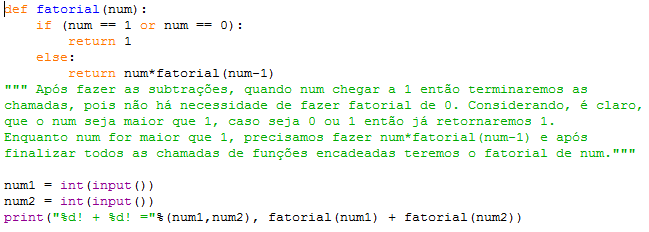 def fatorial(num):
    if (num == 1 or num == 0):
        return 1
    else:
        return num*fatorial(num-1)
""" Após fazer as subtrações, quando num chegar a 1 então terminaremos as
chamadas, pois não há necessidade de fazer fatorial de 0. Considerando, é claro,
que o num seja maior que 1, caso seja 0 ou 1 então já retornaremos 1.
Enquanto num for maior que 1, precisamos fazer num*fatorial(num-1) e após
finalizar todos as chamadas de funções encadeadas teremos o fatorial de num."""
num1 = int(input())
num2 = int(input())
print("%d! + %d! ="%(num1,num2), fatorial(num1) + fatorial(num2))